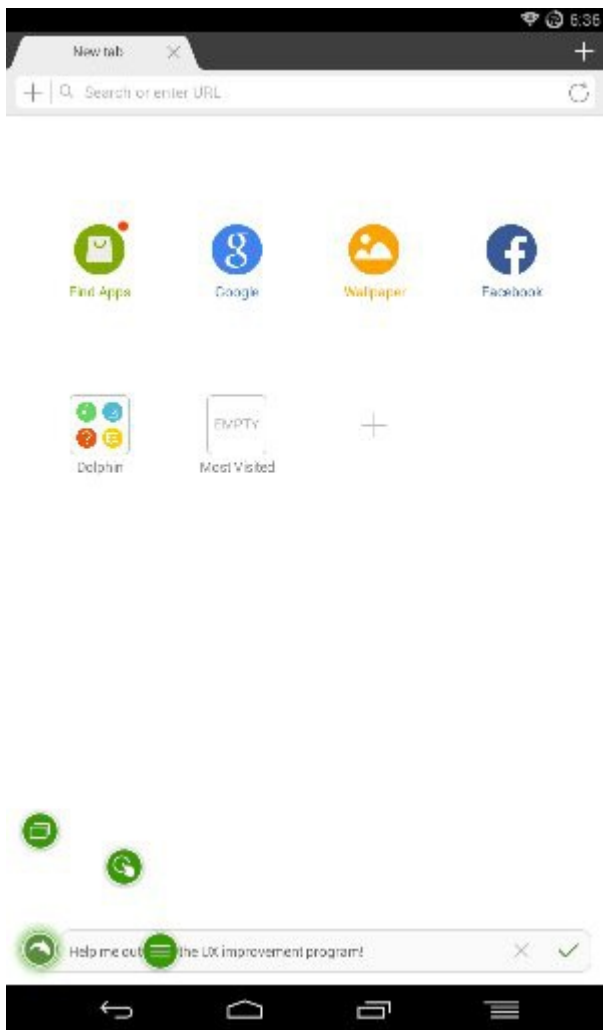 6:36
New tab
Search or enter URL
Find Apps
Google
Wallpaper
Facebook
EMPTY
Dolphin
Most Visited
Help me out the UX improvement program!